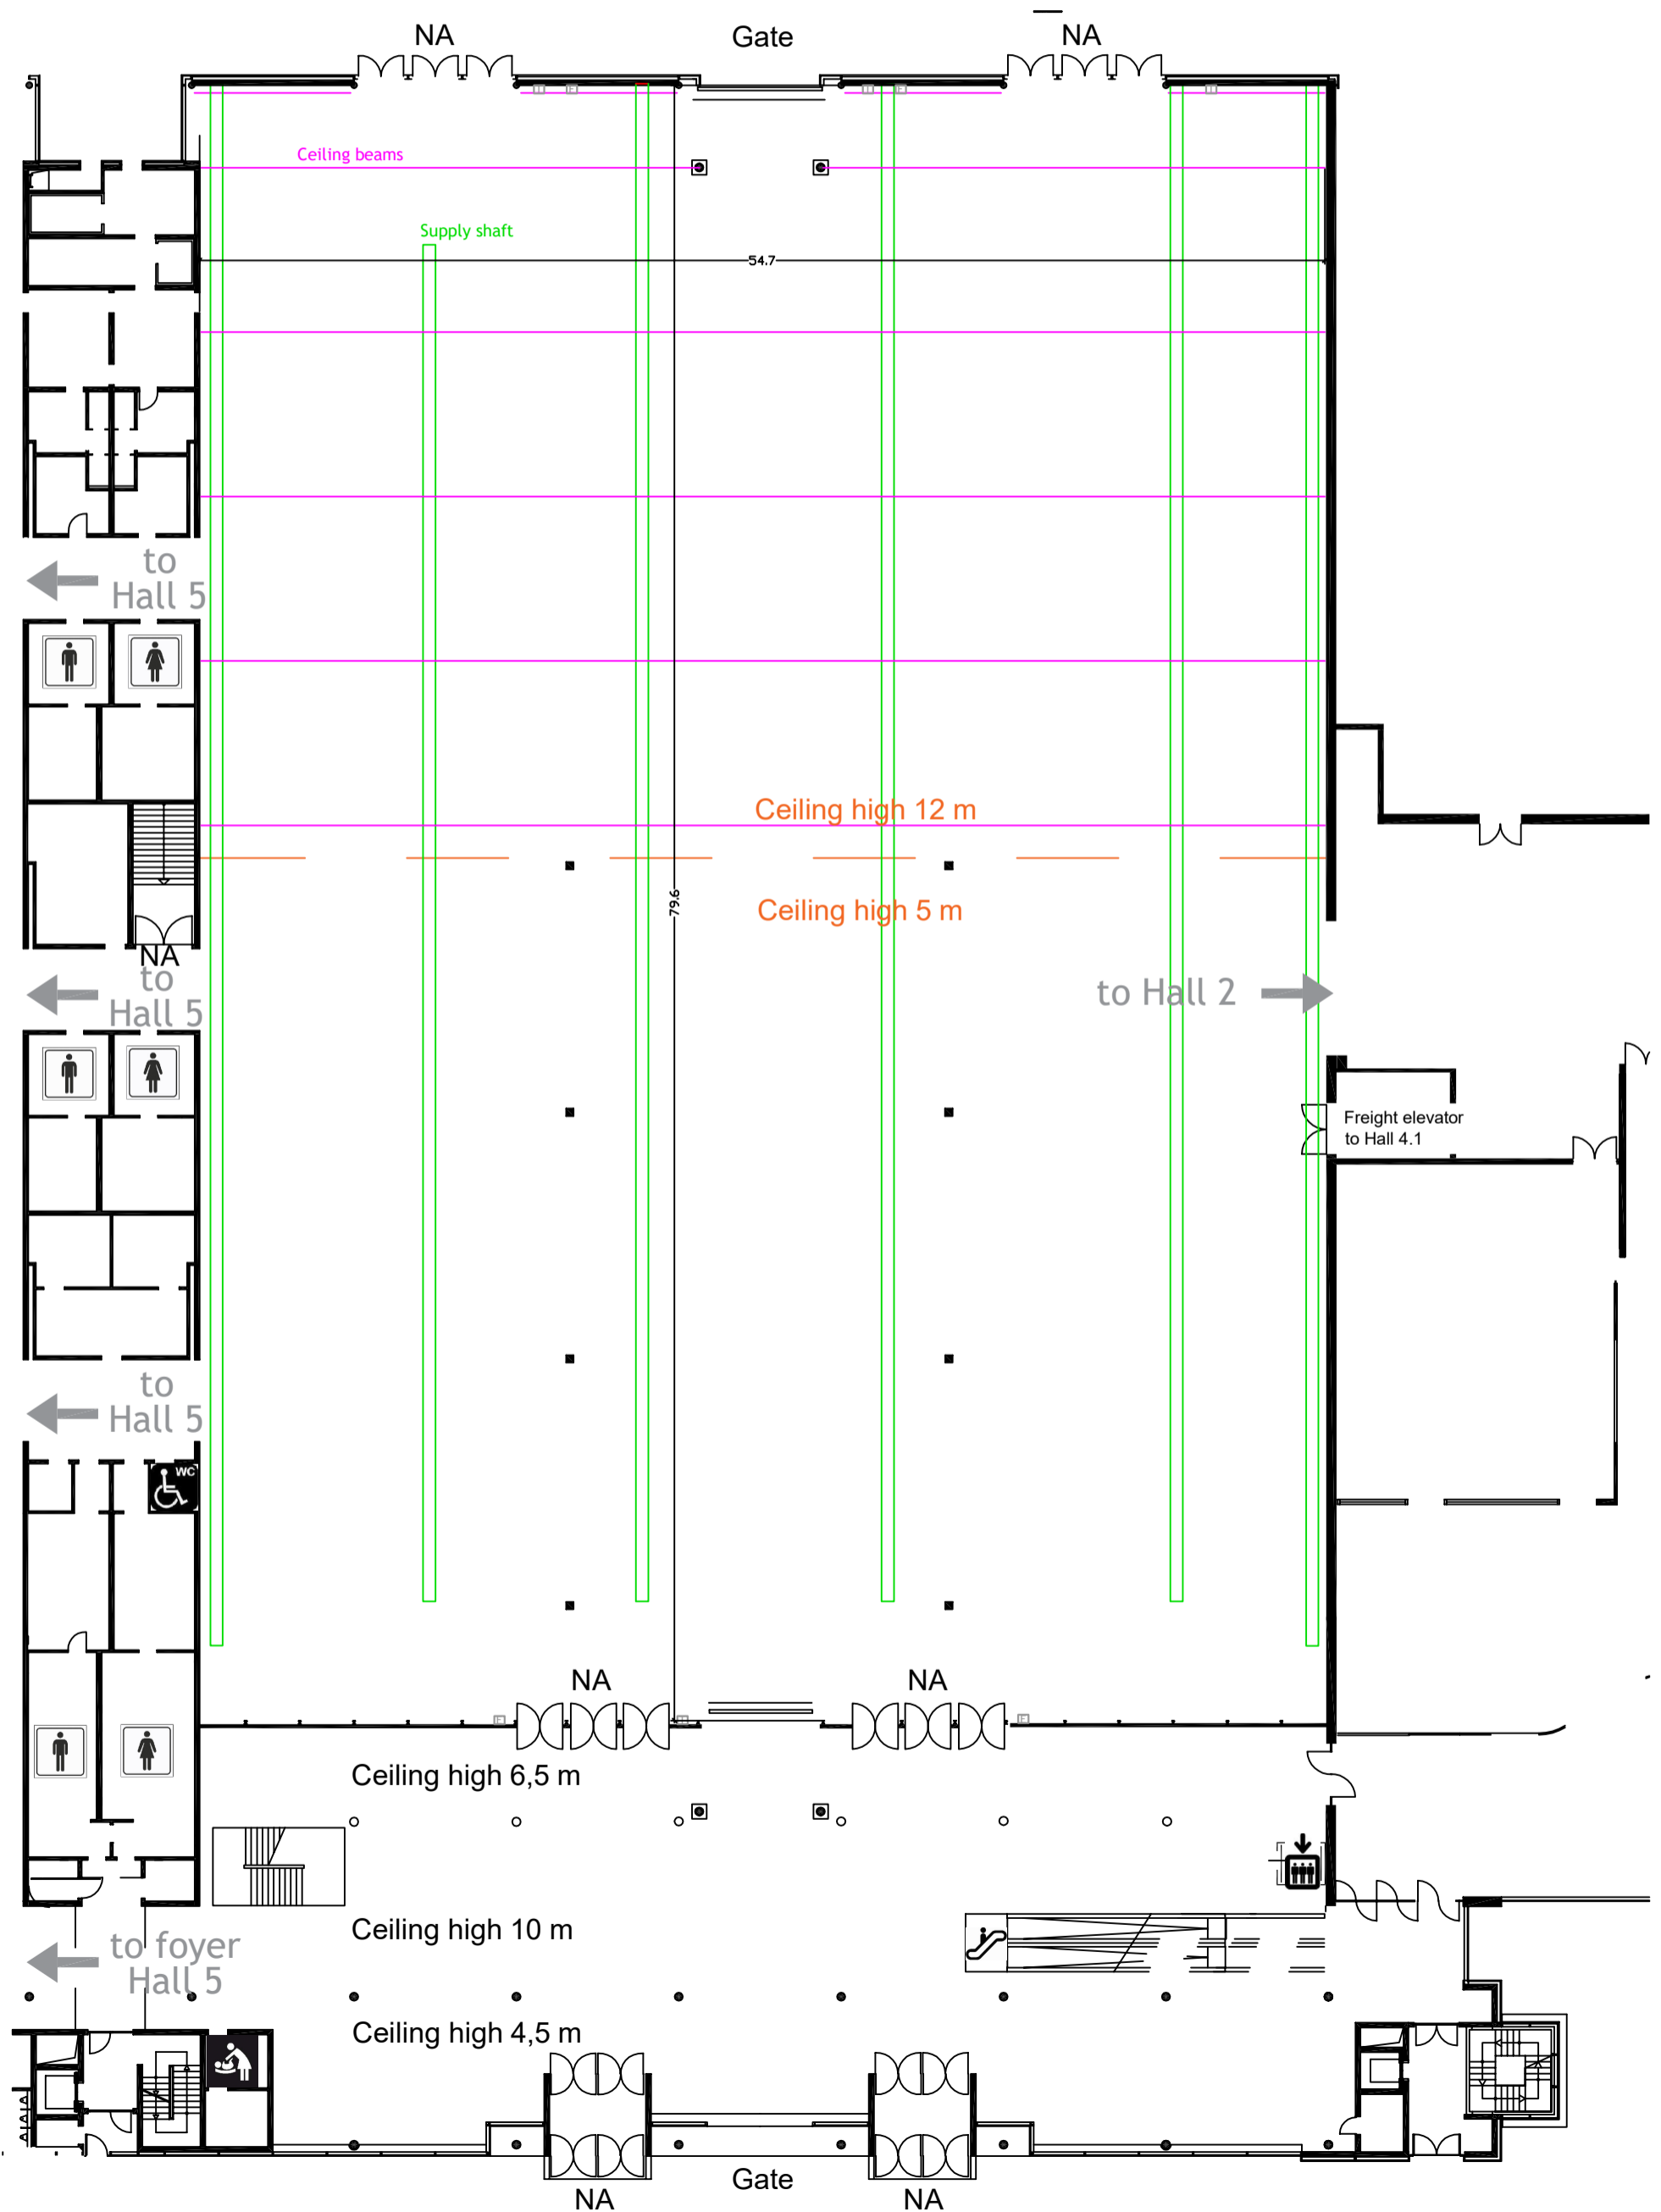 NA
Gate
NA
Ceiling beams
Supply shaft
54.7
to
Hall 5
Ceiling high 12 m
79.6
Ceiling high 5 m
NA
to
Hall 5
to Hall 2
Freight elevator
to Hall 4.1
to
Hall 5
WC
NA
NA
Ceiling high 6,5 m
Ceiling high 10 m
to foyer
Hall 5
Ceiling high 4,5 m
Gate
NA
NA